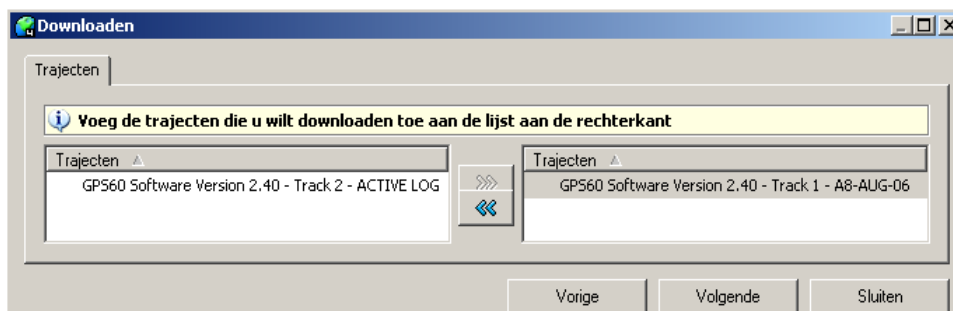 Downloaden
Trajecten
Voeg de trajecten die u wilt downloaden toe aan de lijst aan de rechterkant
Trajecten
GPS60 Software Version 2.40 - Track 2 - ACTIVE LOG
Trajecten
GPS60 Software Version 2.40 - Track 1 - A8-AUG-06
Vorige
Volgende
Sluiten